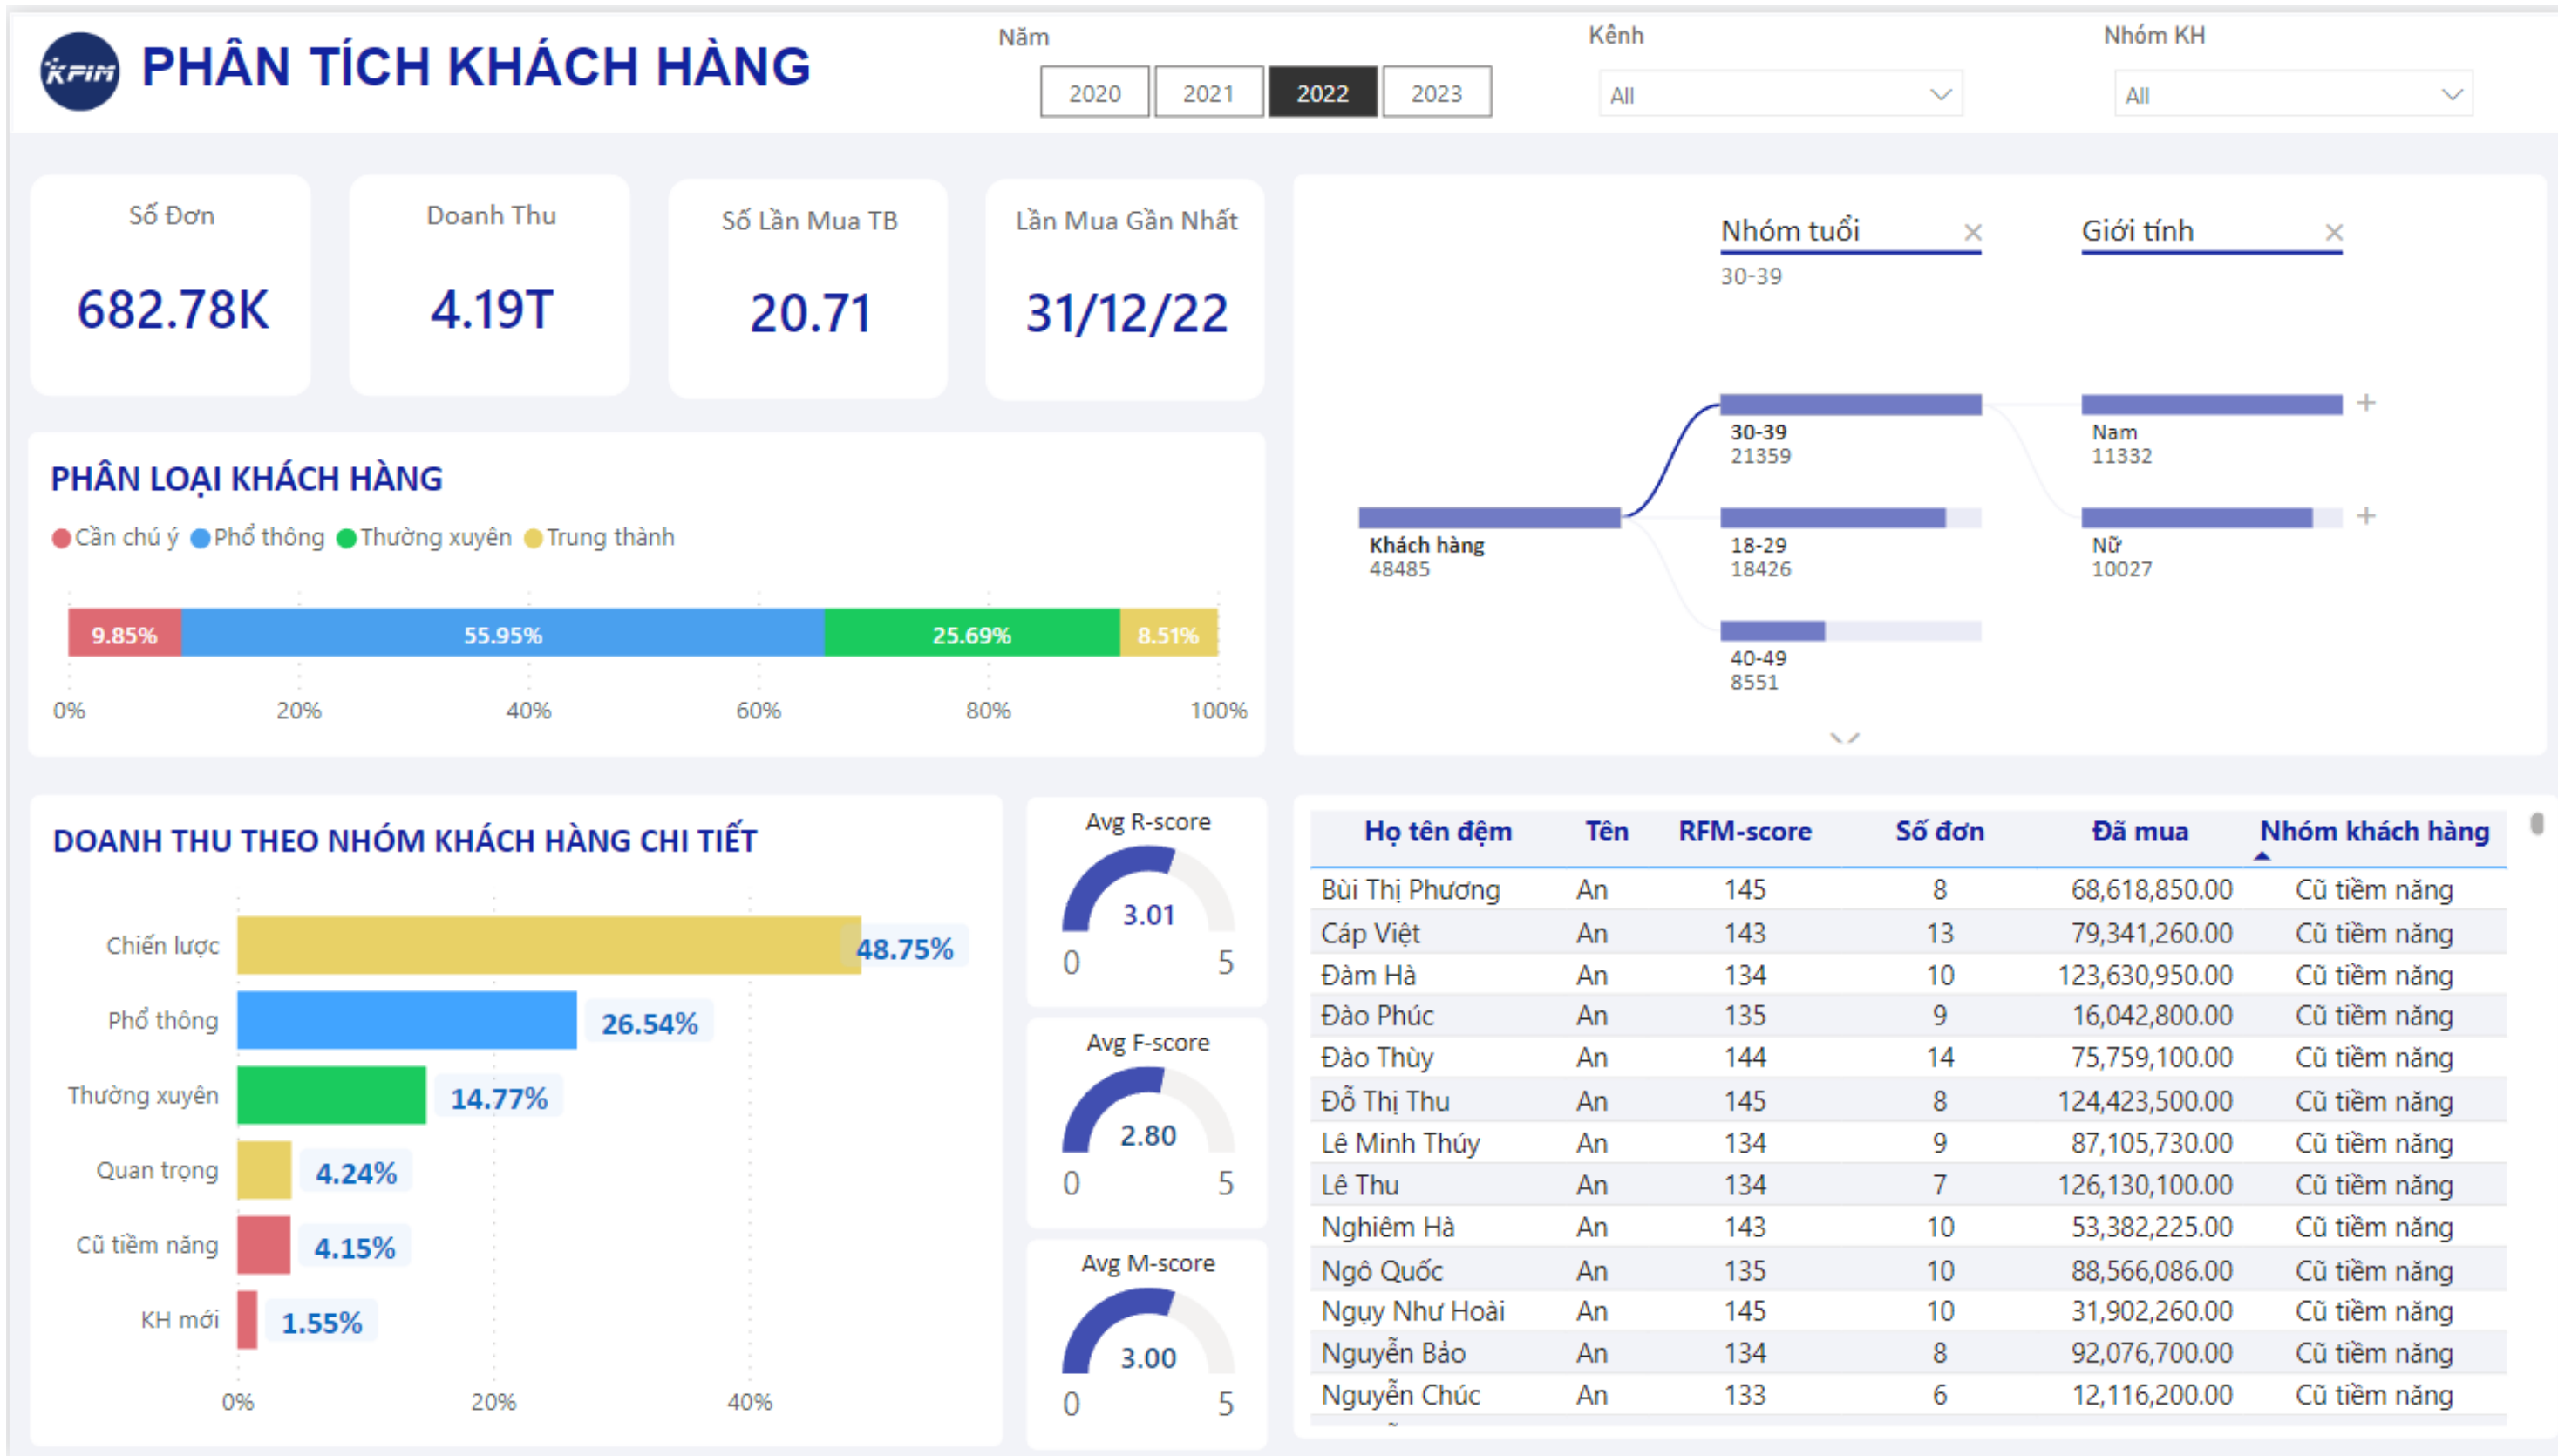 KPIM
PHÂN TÍCH KHÁCH HÀNG
Năm
2020 2021 2022 2023
Kênh
All
Nhóm KH
All
Số Đơn
682.78K
Doanh Thu
4.19T
Số Lần Mua TB
20.71
Lần Mua Gần Nhất
31/12/22
PHÂN LOẠI KHÁCH HÀNG
Cần chú ý Phổ thông Thường xuyên Trung thành
9.85% 55.95% 25.69% 8.51%
0% 20% 40% 60% 80% 100%
Nhóm tuổi
30-39
Giới tính
Khách hàng
48485
30-39
21359
18-29
18426
40-49
8551
Nam
11332
Nữ
10027
DOANH THU THEO NHÓM KHÁCH HÀNG CHI TIẾT
Chiến lược 48.75%
Phổ thông 26.54%
Thường xuyên 14.77%
Quan trọng 4.24%
Cũ tiềm năng 4.15%
KH mới 1.55%
0% 20% 40%
Avg R-score
3.01
0 5
Avg F-score
2.80
0 5
Avg M-score
3.00
0 5
Họ tên đệm Tên RFM-score Số đơn Đã mua Nhóm khách hàng
Bùi Thị Phương An 145 8 68,618,850.00 Cũ tiềm năng
Cáp Việt An 143 13 79,341,260.00 Cũ tiềm năng
Đàm Hà An 134 10 123,630,950.00 Cũ tiềm năng
Đào Phúc An 135 9 16,042,800.00 Cũ tiềm năng
Đào Thùy An 144 14 75,759,100.00 Cũ tiềm năng
Đỗ Thị Thu An 145 8 124,423,500.00 Cũ tiềm năng
Lê Minh Thúy An 134 9 87,105,730.00 Cũ tiềm năng
Lê Thu An 134 7 126,130,100.00 Cũ tiềm năng
Nghiêm Hà An 143 10 53,382,225.00 Cũ tiềm năng
Ngô Quốc An 135 10 88,566,086.00 Cũ tiềm năng
Ngụy Như Hoài An 145 10 31,902,260.00 Cũ tiềm năng
Nguyễn Bảo An 134 8 92,076,700.00 Cũ tiềm năng
Nguyễn Chúc An 133 6 12,116,200.00 Cũ tiềm năng